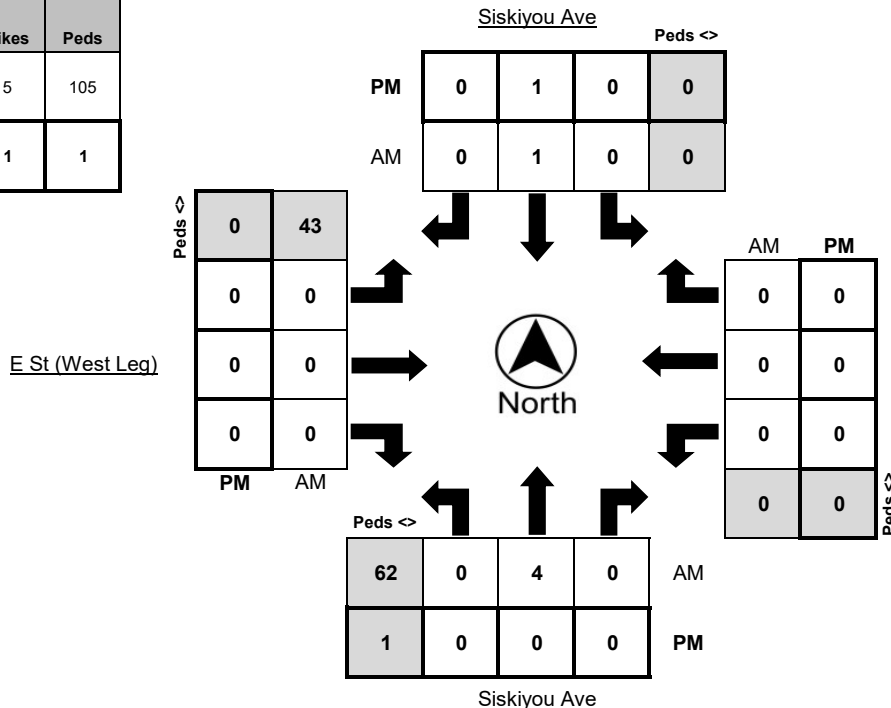 Siskiyou Ave
Peds <>
Peds
5 105
1 1
PM 0 1 0 0
AM 0 1 0 0
Peds <>
0 43
0 0
0 0
0 0
PM AM
E St (West Leg)
North
AM PM
0 0
0 0
0 0
0 0
Peds <>
Peds <>
62 0 4 0 AM
1 0 0 0 PM
Siskiyou Ave